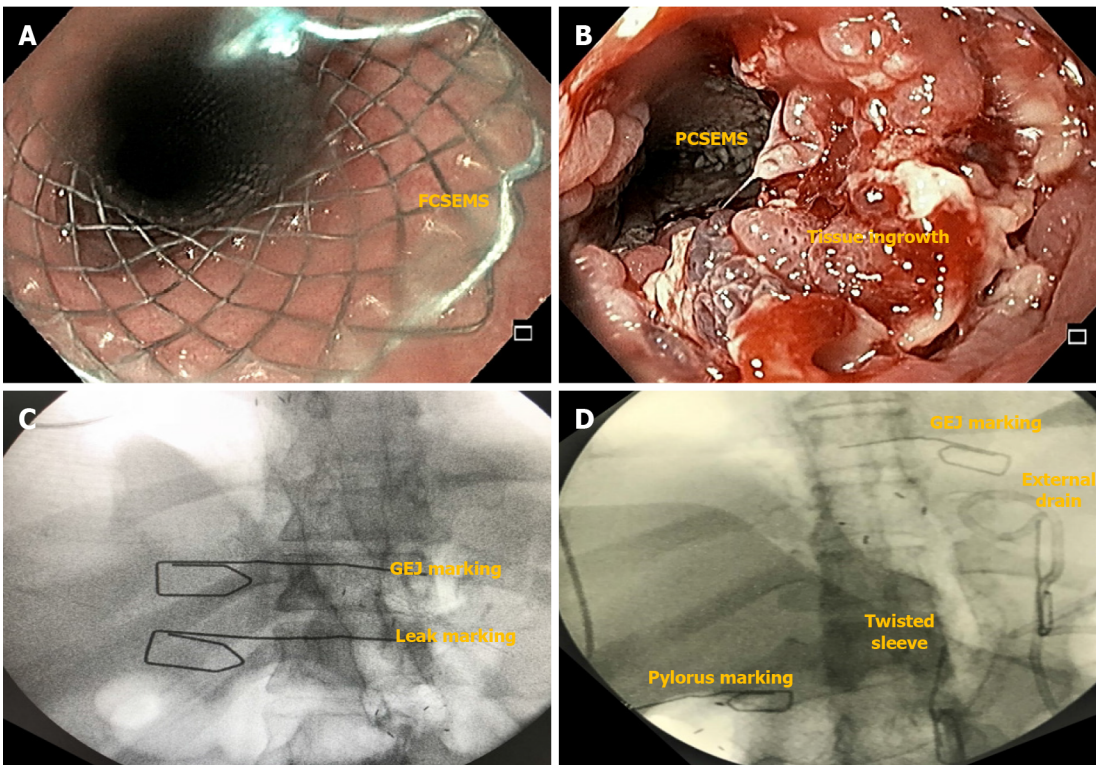 A
FCSEMS
B
PCSEMS
Tissue ingrowth
C
GEJ marking
Leak marking
D
GEJ marking
External
drain
Twisted
sleeve
Pylorus marking